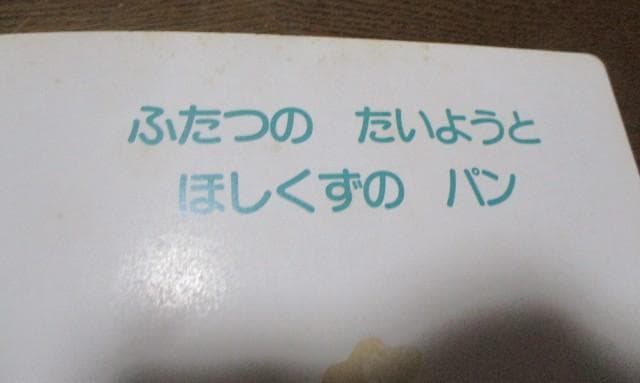 ふたつの　たいようと
ほしくずの　パン